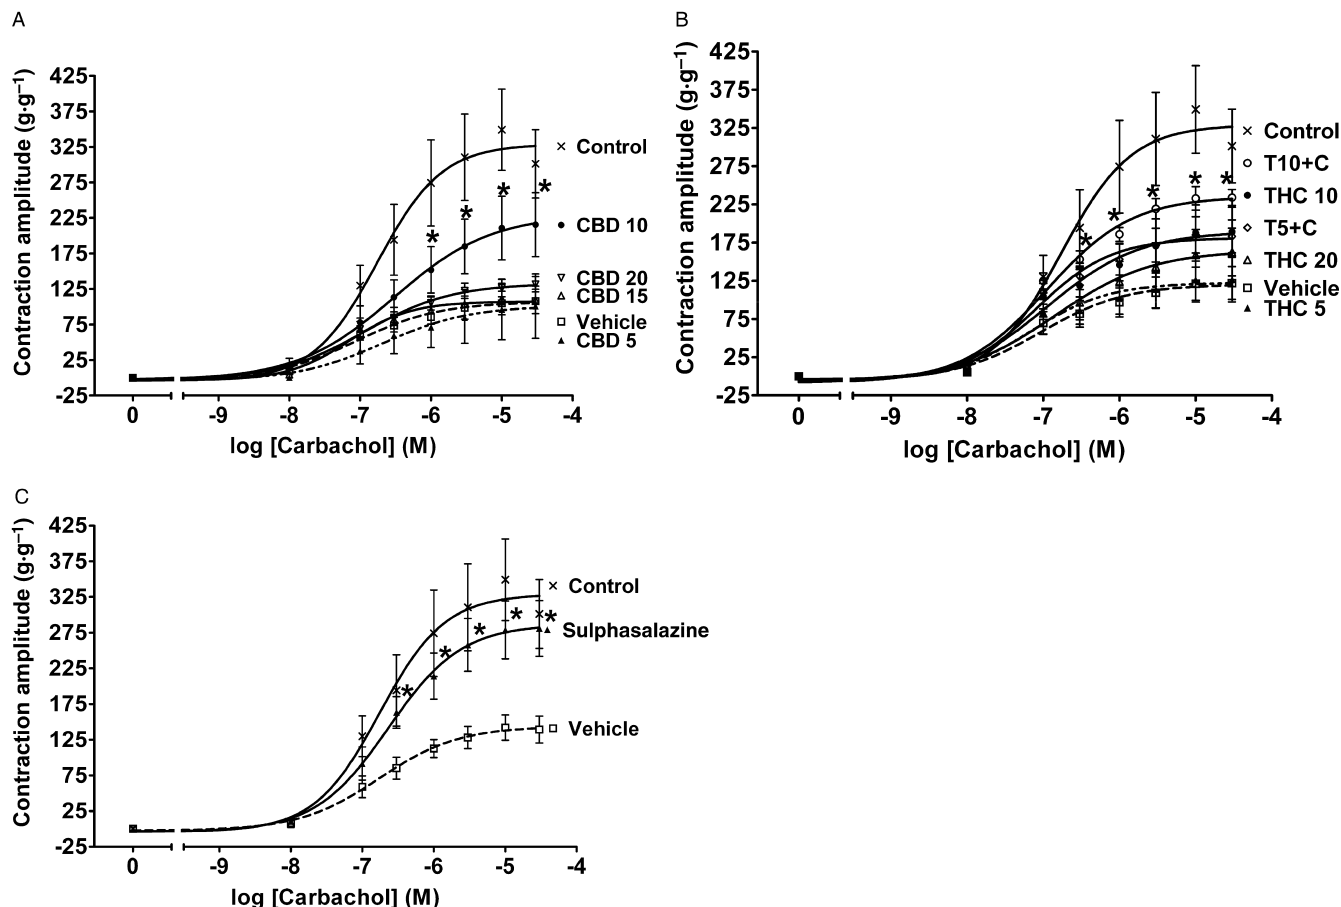 A
Contraction amplitude (g·g⁻¹)
425
375
325
275
225
175
125
75
25
-25
0
-9
-8
-7
-6
-5
-4
log [Carbachol] (M)
Control
CBD 10
CBD 20
CBD 15
Vehicle
CBD 5
*
*
*
*
B
Contraction amplitude (g·g⁻¹)
425
375
325
275
225
175
125
75
25
-25
0
-9
-8
-7
-6
-5
-4
log [Carbachol] (M)
Control
T10+C
THC 10
T5+C
THC 20
Vehicle
THC 5
*
*
*
*
*
C
Contraction amplitude (g·g⁻¹)
425
375
325
275
225
175
125
75
25
-25
0
-9
-8
-7
-6
-5
-4
log [Carbachol] (M)
Control
Sulphasalazine
Vehicle
*
*
*
*
*